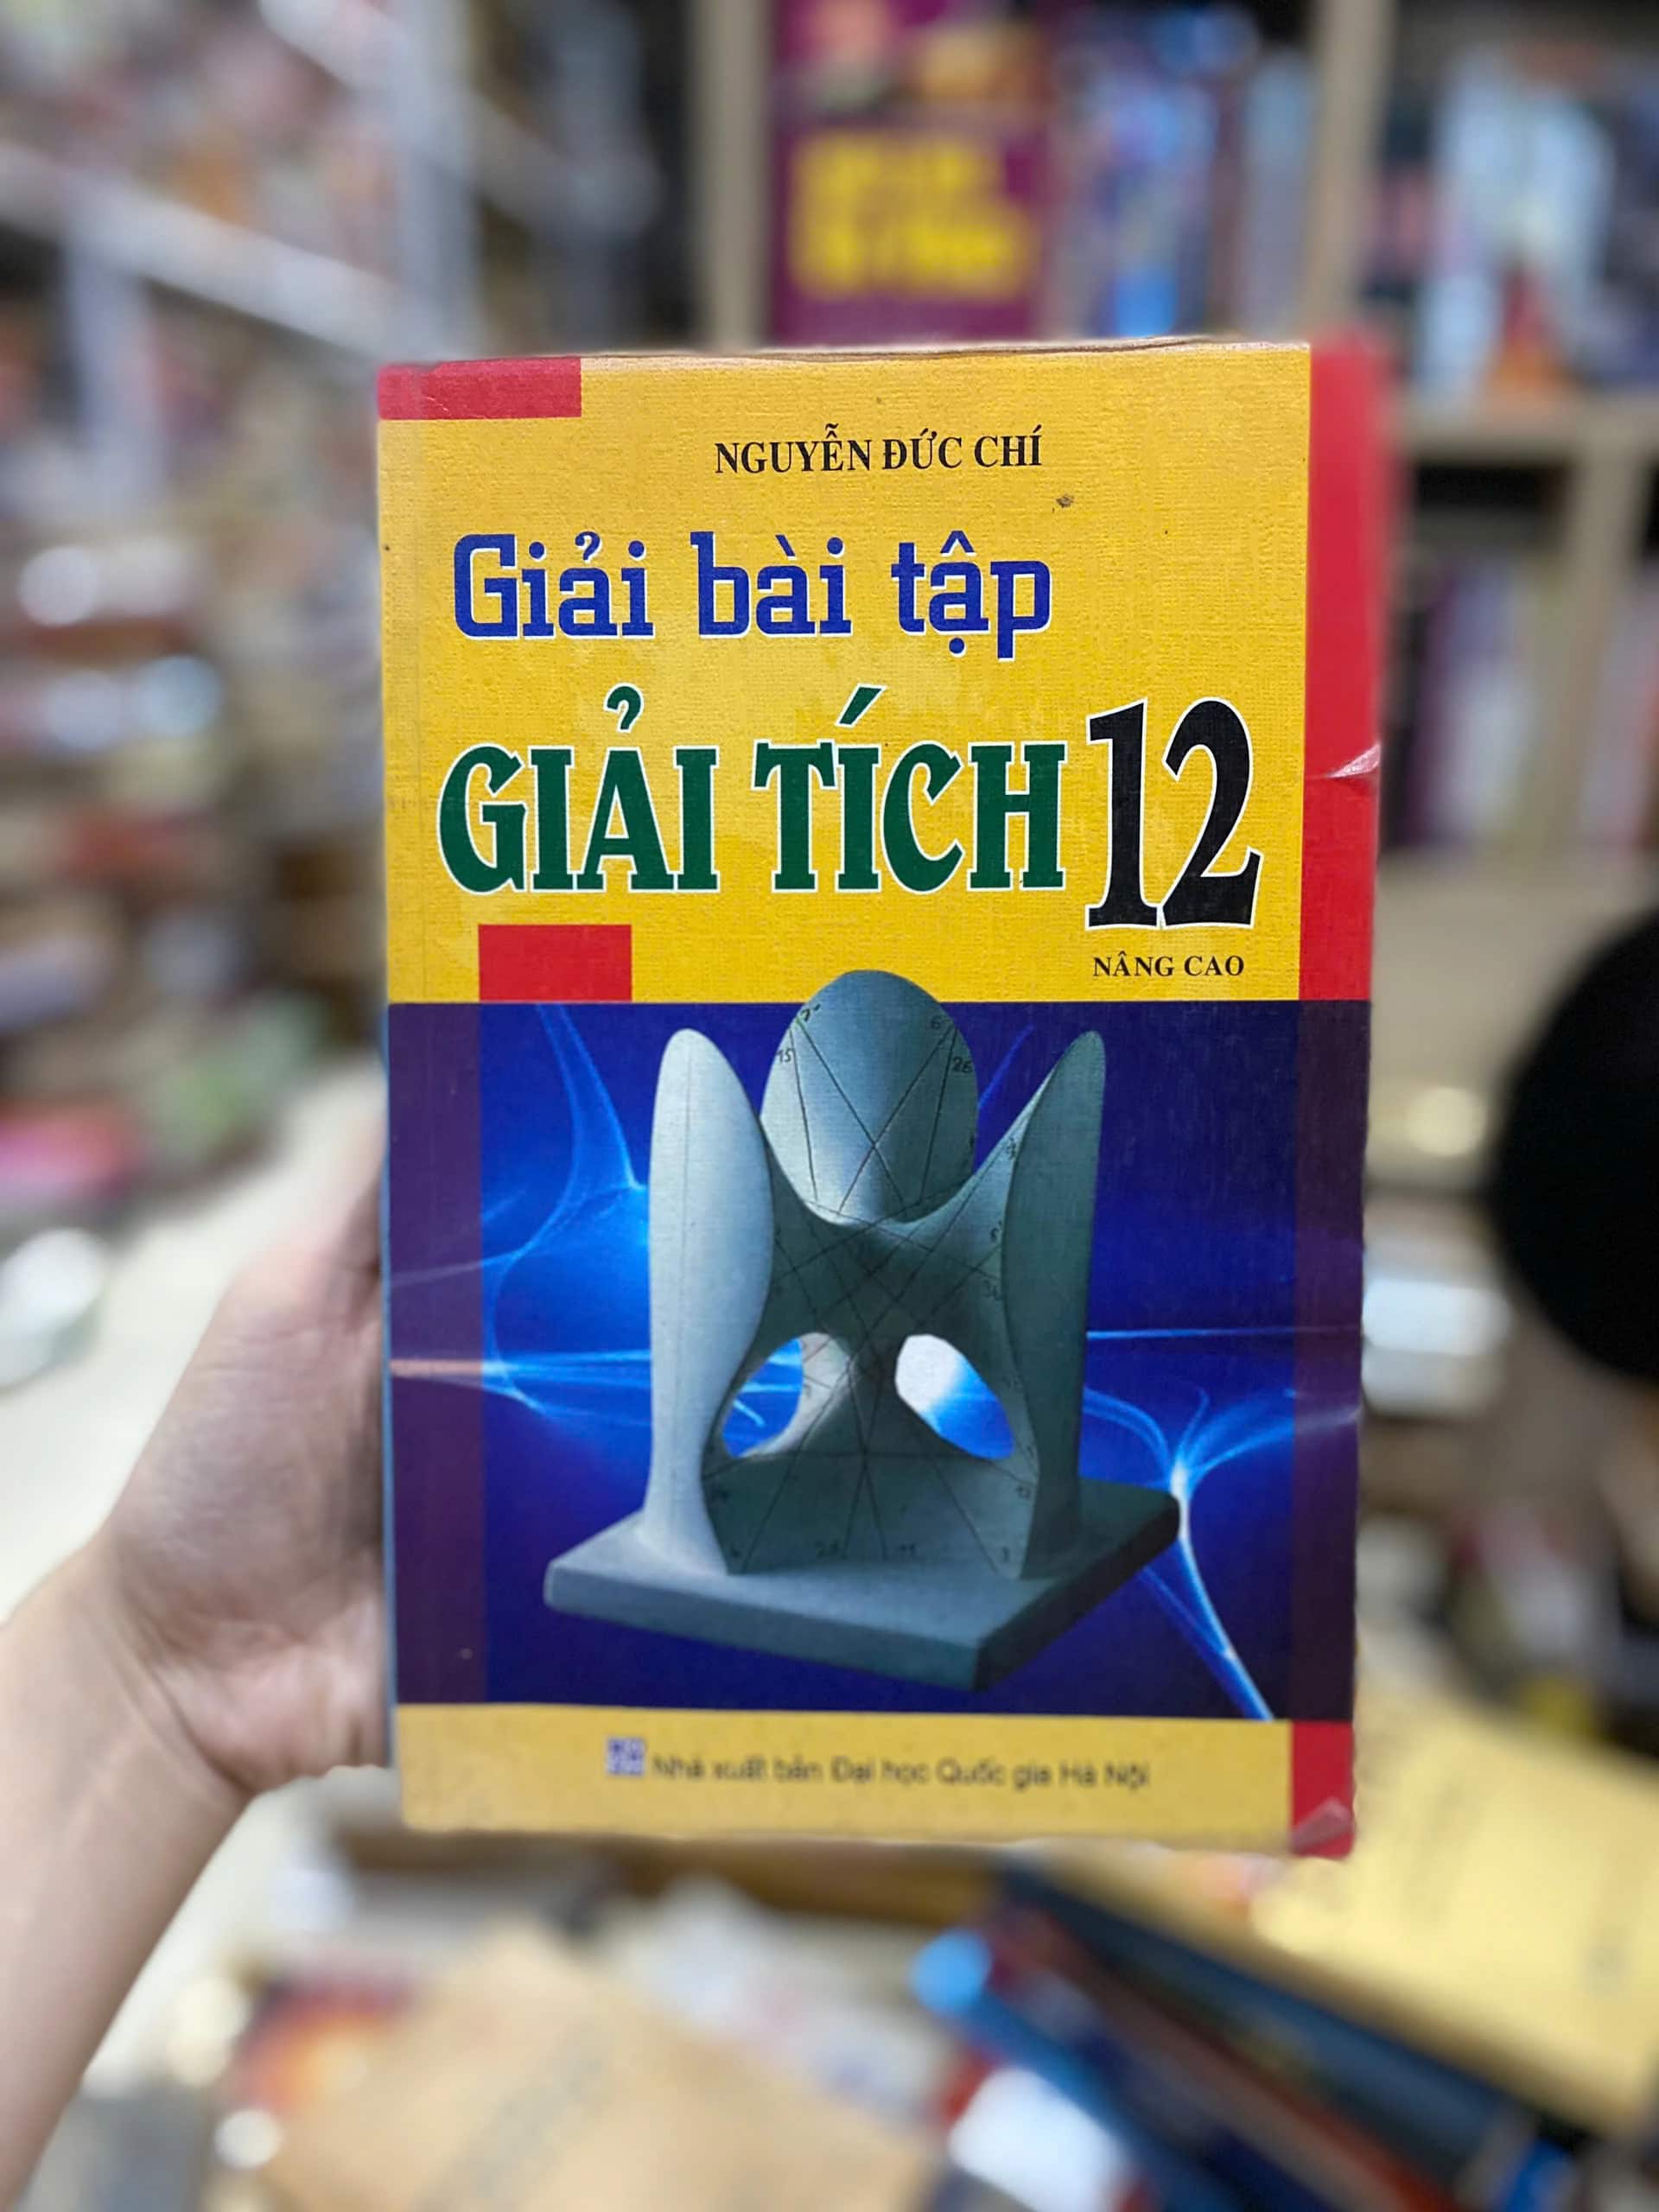 NGUYỄN ĐỨC CHÍ
Giải bài tập
GIẢI TÍCH 12
NÂNG CAO
Nhà xuất bản Đại học Quốc gia Hà Nội